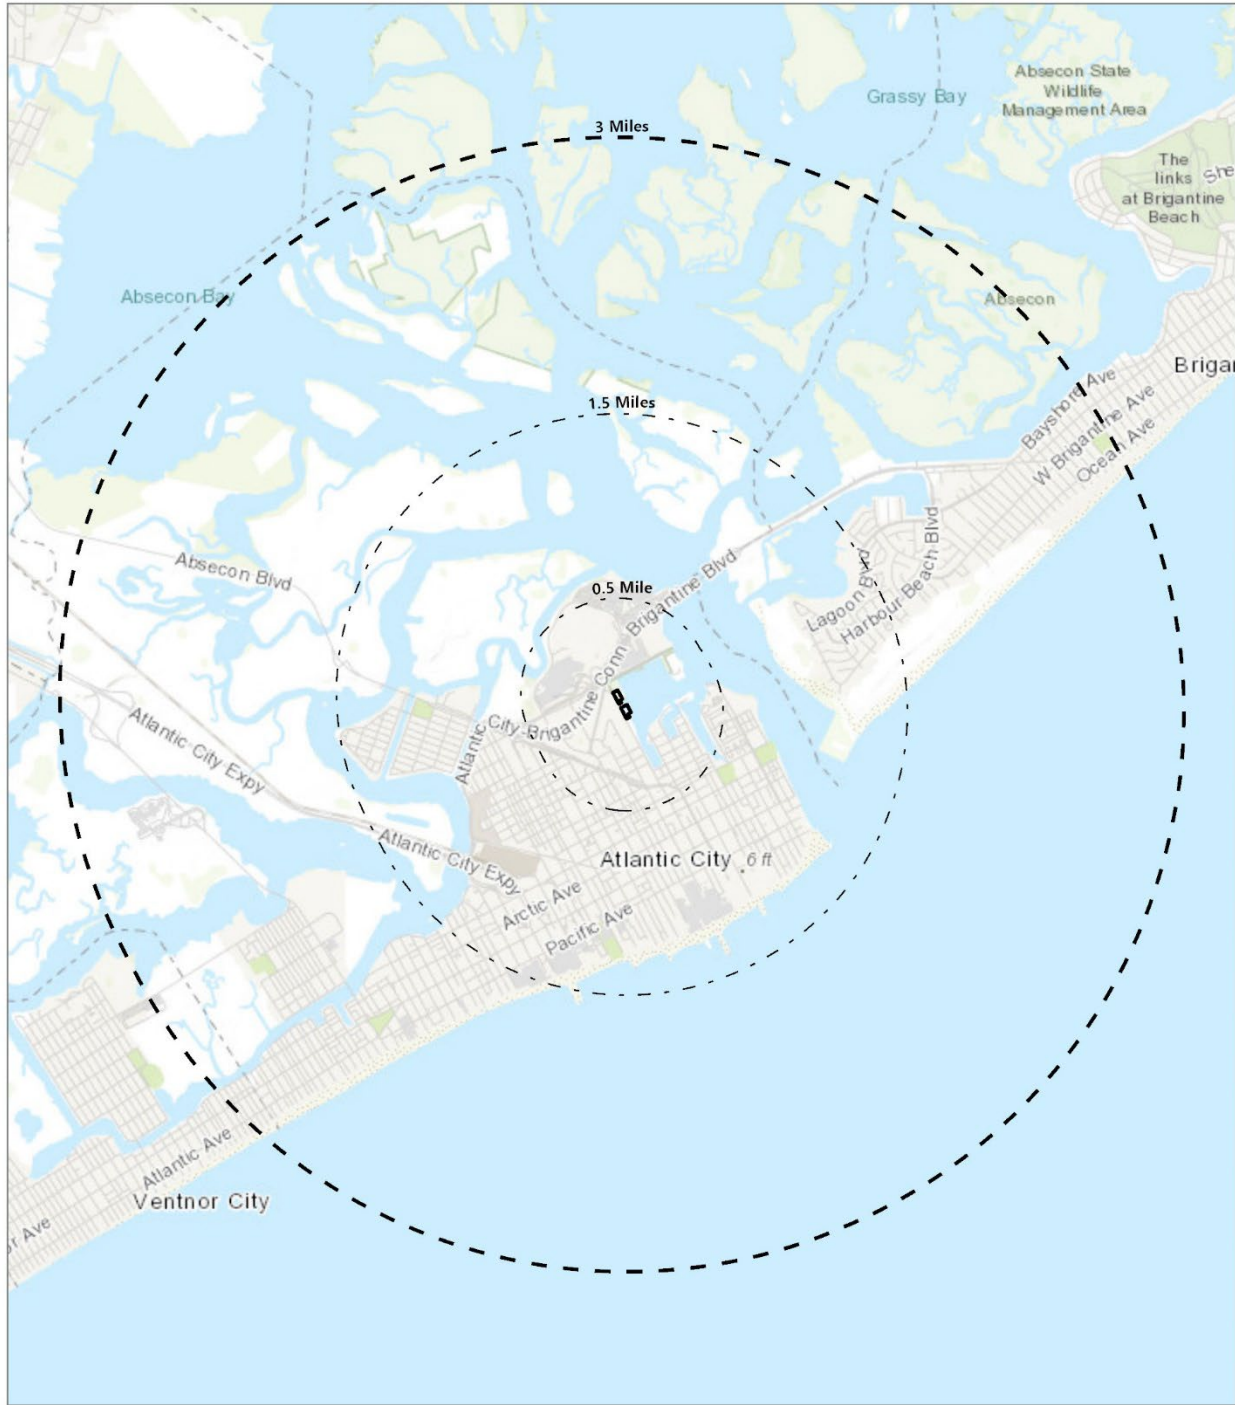 Absecon State
Wildlife
Management Area
Grassy Bay
3 Miles
The
links
at Brigantine
Beach
She
Absecon Bay
Absecon
Brigan
1.5 Miles
Bayshore Ave
W Brigantine Ave
Ocean Ave
Absecon Blvd
0.5 Mile
Brigantine Blvd
Lagoon Blvd
Harbour Beach Blvd
Atlantic City-Brigantine Conn
Atlantic City Expy
Atlantic City Expy
Atlantic City
6 ft
Arctic Ave
Pacific Ave
Atlantic Ave
Ventnor City
or Ave